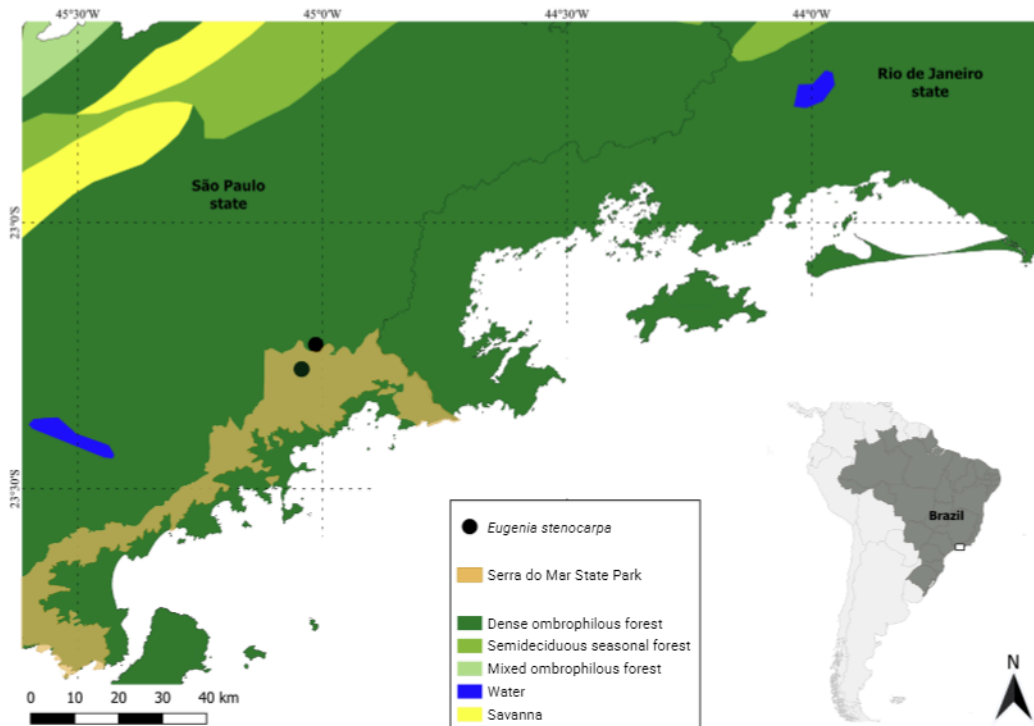 45°30'W
45°0'W
44°30'W
44°0'W
Rio de Janeiro
state
São Paulo
state
23°0'S
23°30'S
Eugenia stenocarpa
Serra do Mar State Park
Dense ombrophilous forest
Semideciduous seasonal forest
Mixed ombrophilous forest
Water
Savanna
Brazil
N
0 10 20 30 40 km